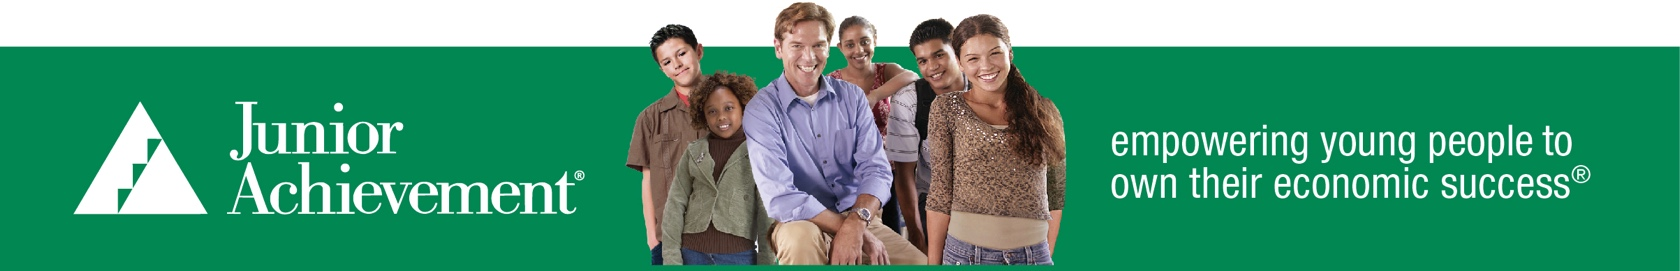 Junior
Achievement®
empowering young people to
own their economic success®